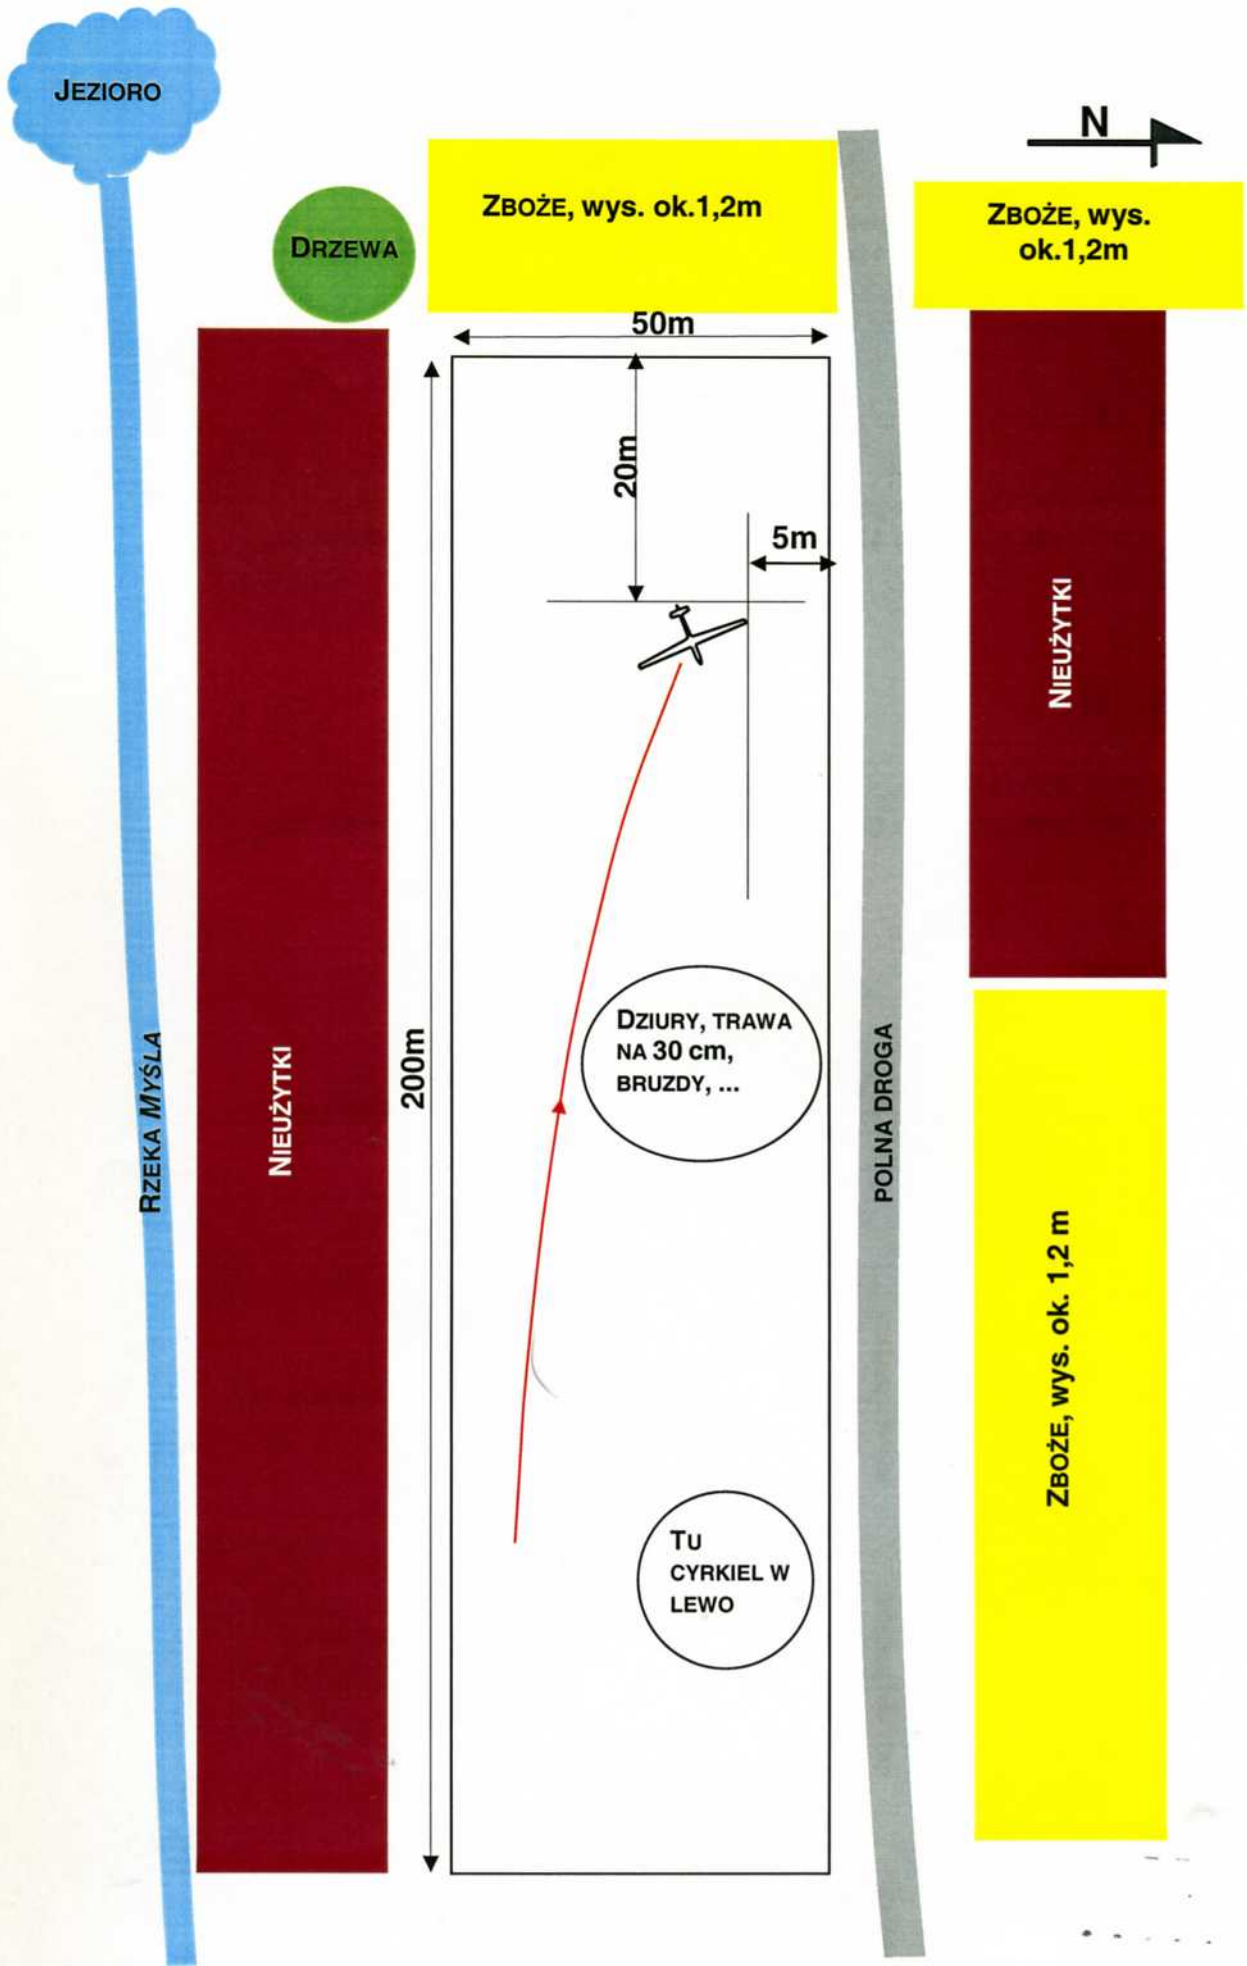 JEZIORO
N
ZBOŻE, wys. ok.1,2m
ZBOŻE, wys.
ok.1,2m
DRZEWA
50m
20m
5m
NIEUŻYTKI
DZIURY, TRAWA
NA 30 cm,
BRUZDY, ...
200m
RZEKA MYŚLA
NIEUŻYTKI
POLNA DROGA
ZBOŻE, wys. ok. 1,2 m
TU
CYRKIEL W
LEWO